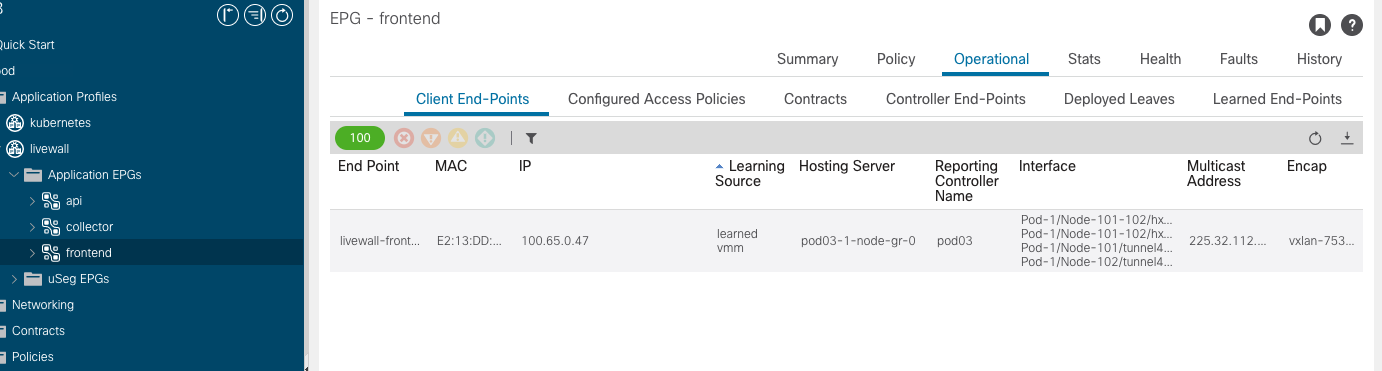 EPG - frontend
Quick Start
Application Profiles
kubernetes
livewall
Application EPGs
api
collector
frontend
uSeg EPGs
Networking
Contracts
Policies
Summary
Policy
Operational
Stats
Health
Faults
History
Client End-Points
Configured Access Policies
Contracts
Controller End-Points
Deployed Leaves
Learned End-Points
100
End Point
MAC
IP
Learning
Source
Hosting Server
Reporting
Controller
Name
Interface
Multicast
Address
Encap
livewall-front...
E2:13:DD:...
100.65.0.47
learned
vmm
pod03-1-node-gr-0
pod03
Pod-1/Node-101-102/hx...
Pod-1/Node-101-102/hx...
Pod-1/Node-101/tunnel4...
Pod-1/Node-102/tunnel4...
225.32.112....
vxlan-753...